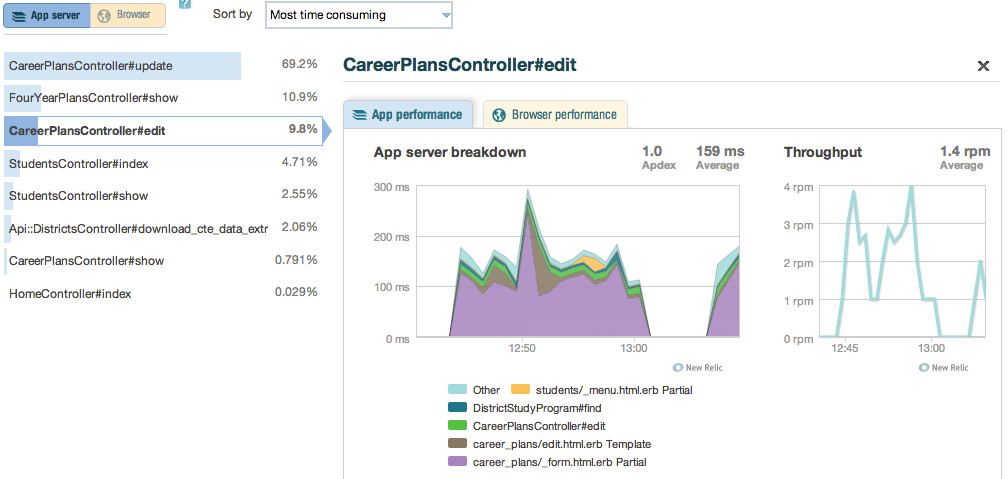 App server Browser ? Sort by Most time consuming
CareerPlansController#update 69.2%
FourYearPlansController#show 10.9%
CareerPlansController#edit 9.8%
StudentsController#index 4.71%
StudentsController#show 2.55%
Api::DistrictsController#download_cte_data_extr 2.06%
CareerPlansController#show 0.791%
HomeController#index 0.029%
CareerPlansController#edit
App performance Browser performance
App server breakdown 1.0 159 ms
Apdex Average
300 ms
200 ms
100 ms
0 ms
12:50 13:00
New Relic
Other students/_menu.html.erb Partial
DistrictStudyProgram#find
CareerPlansController#edit
career_plans/edit.html.erb Template
career_plans/_form.html.erb Partial
Throughput 1.4 rpm
Average
4 rpm
3 rpm
2 rpm
1 rpm
0 rpm
12:45 13:00
New Relic